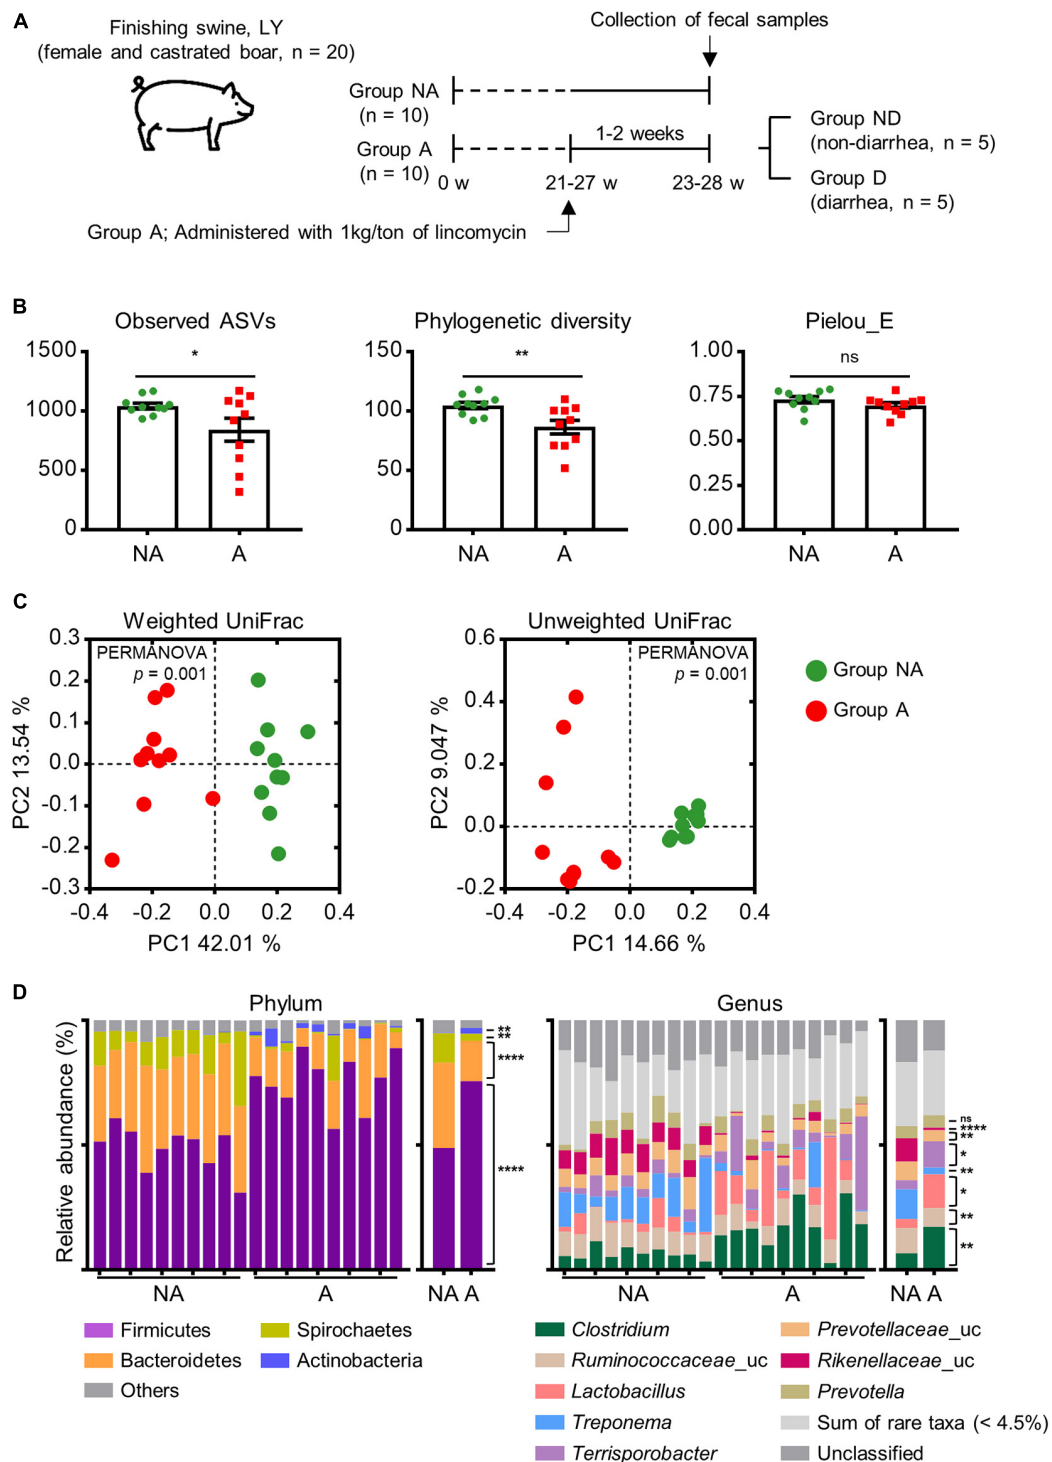 A
Finishing swine, LY
(female and castrated boar, n = 20)
Collection of fecal samples
Group NA
(n = 10)
Group A
(n = 10)
1-2 weeks
0 w
21-27 w
23-28 w
Group ND
(non-diarrhea, n = 5)
Group D
(diarrhea, n = 5)
Group A; Administered with 1kg/ton of lincomycin
B
Observed ASVs
1500
1000
500
0
*
NA
A
Phylogenetic diversity
150
100
50
0
**
NA
A
Pielou_E
1.00
0.75
0.50
0.25
0.00
ns
NA
A
C
Weighted UniFrac
PERMANOVA
p = 0.001
0.3
0.2
0.1
0.0
-0.1
-0.2
-0.3
PC2 13.54 %
-0.4 -0.2 0.0 0.2 0.4
PC1 42.01 %
Unweighted UniFrac
PERMANOVA
p = 0.001
0.6
0.4
0.2
0.0
-0.2
PC2 9.047 %
-0.4 -0.2 0.0 0.2 0.4
PC1 14.66 %
Group NA
Group A
D
Phylum
Relative abundance (%)
NA
A
NA A
**
**
****
****
Firmicutes
Bacteroidetes
Others
Spirochaetes
Actinobacteria
Genus
NA
A
NA A
ns
****
**
*
**
*
**
**
Clostridium
Ruminococcaceae_uc
Lactobacillus
Treponema
Terrisporobacter
Prevotellaceae_uc
Rikenellaceae_uc
Prevotella
Sum of rare taxa (< 4.5%)
Unclassified